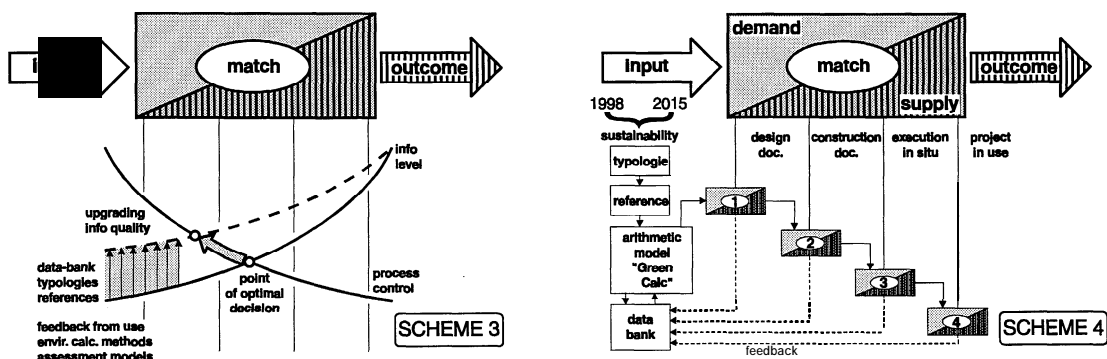 match
outcome
info
level
upgrading
info quality
data-bank
typologies
references
point
of optimal
decision
process
control
feedback from use
envir. calc. methods
assessment models
SCHEME 3
demand
input
match
outcome
supply
1998 2015
sustainability
design
doc.
construction
doc.
execution
in situ
project
in use
typologie
reference
1
arithmetic
model
"Green
Calc"
2
3
data
bank
4
feedback
SCHEME 4